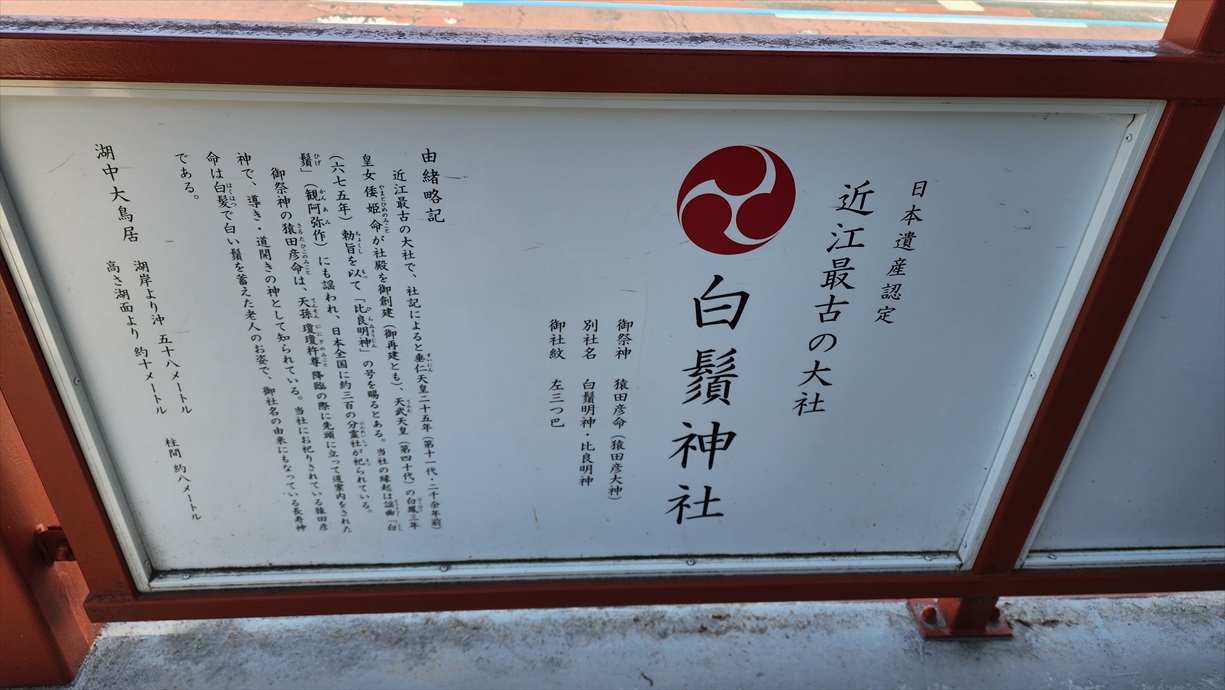 日本遺産認定
近江最古の大社
白鬚神社
御祭神 猿田彦命（猿田彦大神）
別社名 白鬚明神・比良明神
御社紋 左三つ巴
由緒略記
近江最古の大社で、社記によると垂仁天皇二十五年（第十一代・二千余年前）
皇女倭姫命が社殿を御創建（御再建とも）、天武天皇（第四十代）の白鳳三年
（六七五年）勅旨を以て「比良明神」の号を賜るとある。当社の縁起は謡曲「白
鬚」（観阿弥作）にも謡われ、日本全国に約三百の分霊社が祀られている。
御祭神の猿田彦命は、天孫瓊瓊杵尊降臨の際に先頭に立って道案内をされた
神で、導き・道開きの神として知られている。当社にお祀りされている猿田彦
命は白髪で白い鬚を蓄えた老人のお姿で、御社名の由来にもなっている長寿神
である。
湖中大鳥居 湖岸より沖 五十八メートル 柱間 約八メートル
高さ湖面より 約十メートル